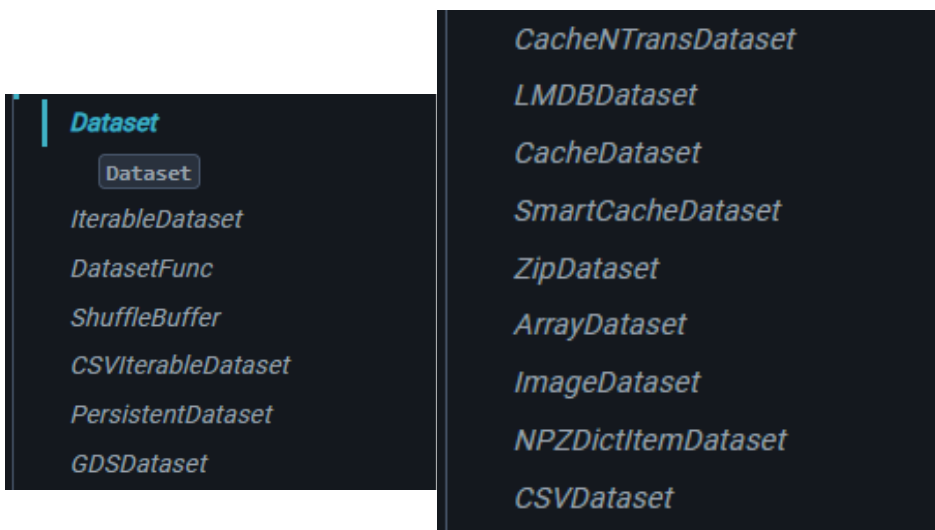 Dataset
Dataset
IterableDataset
DatasetFunc
ShuffleBuffer
CSVIterableDataset
PersistentDataset
GDSDataset
CacheNTransDataset
LMDBDataset
CacheDataset
SmartCacheDataset
ZipDataset
ArrayDataset
ImageDataset
NPZDictItemDataset
CSVDataset